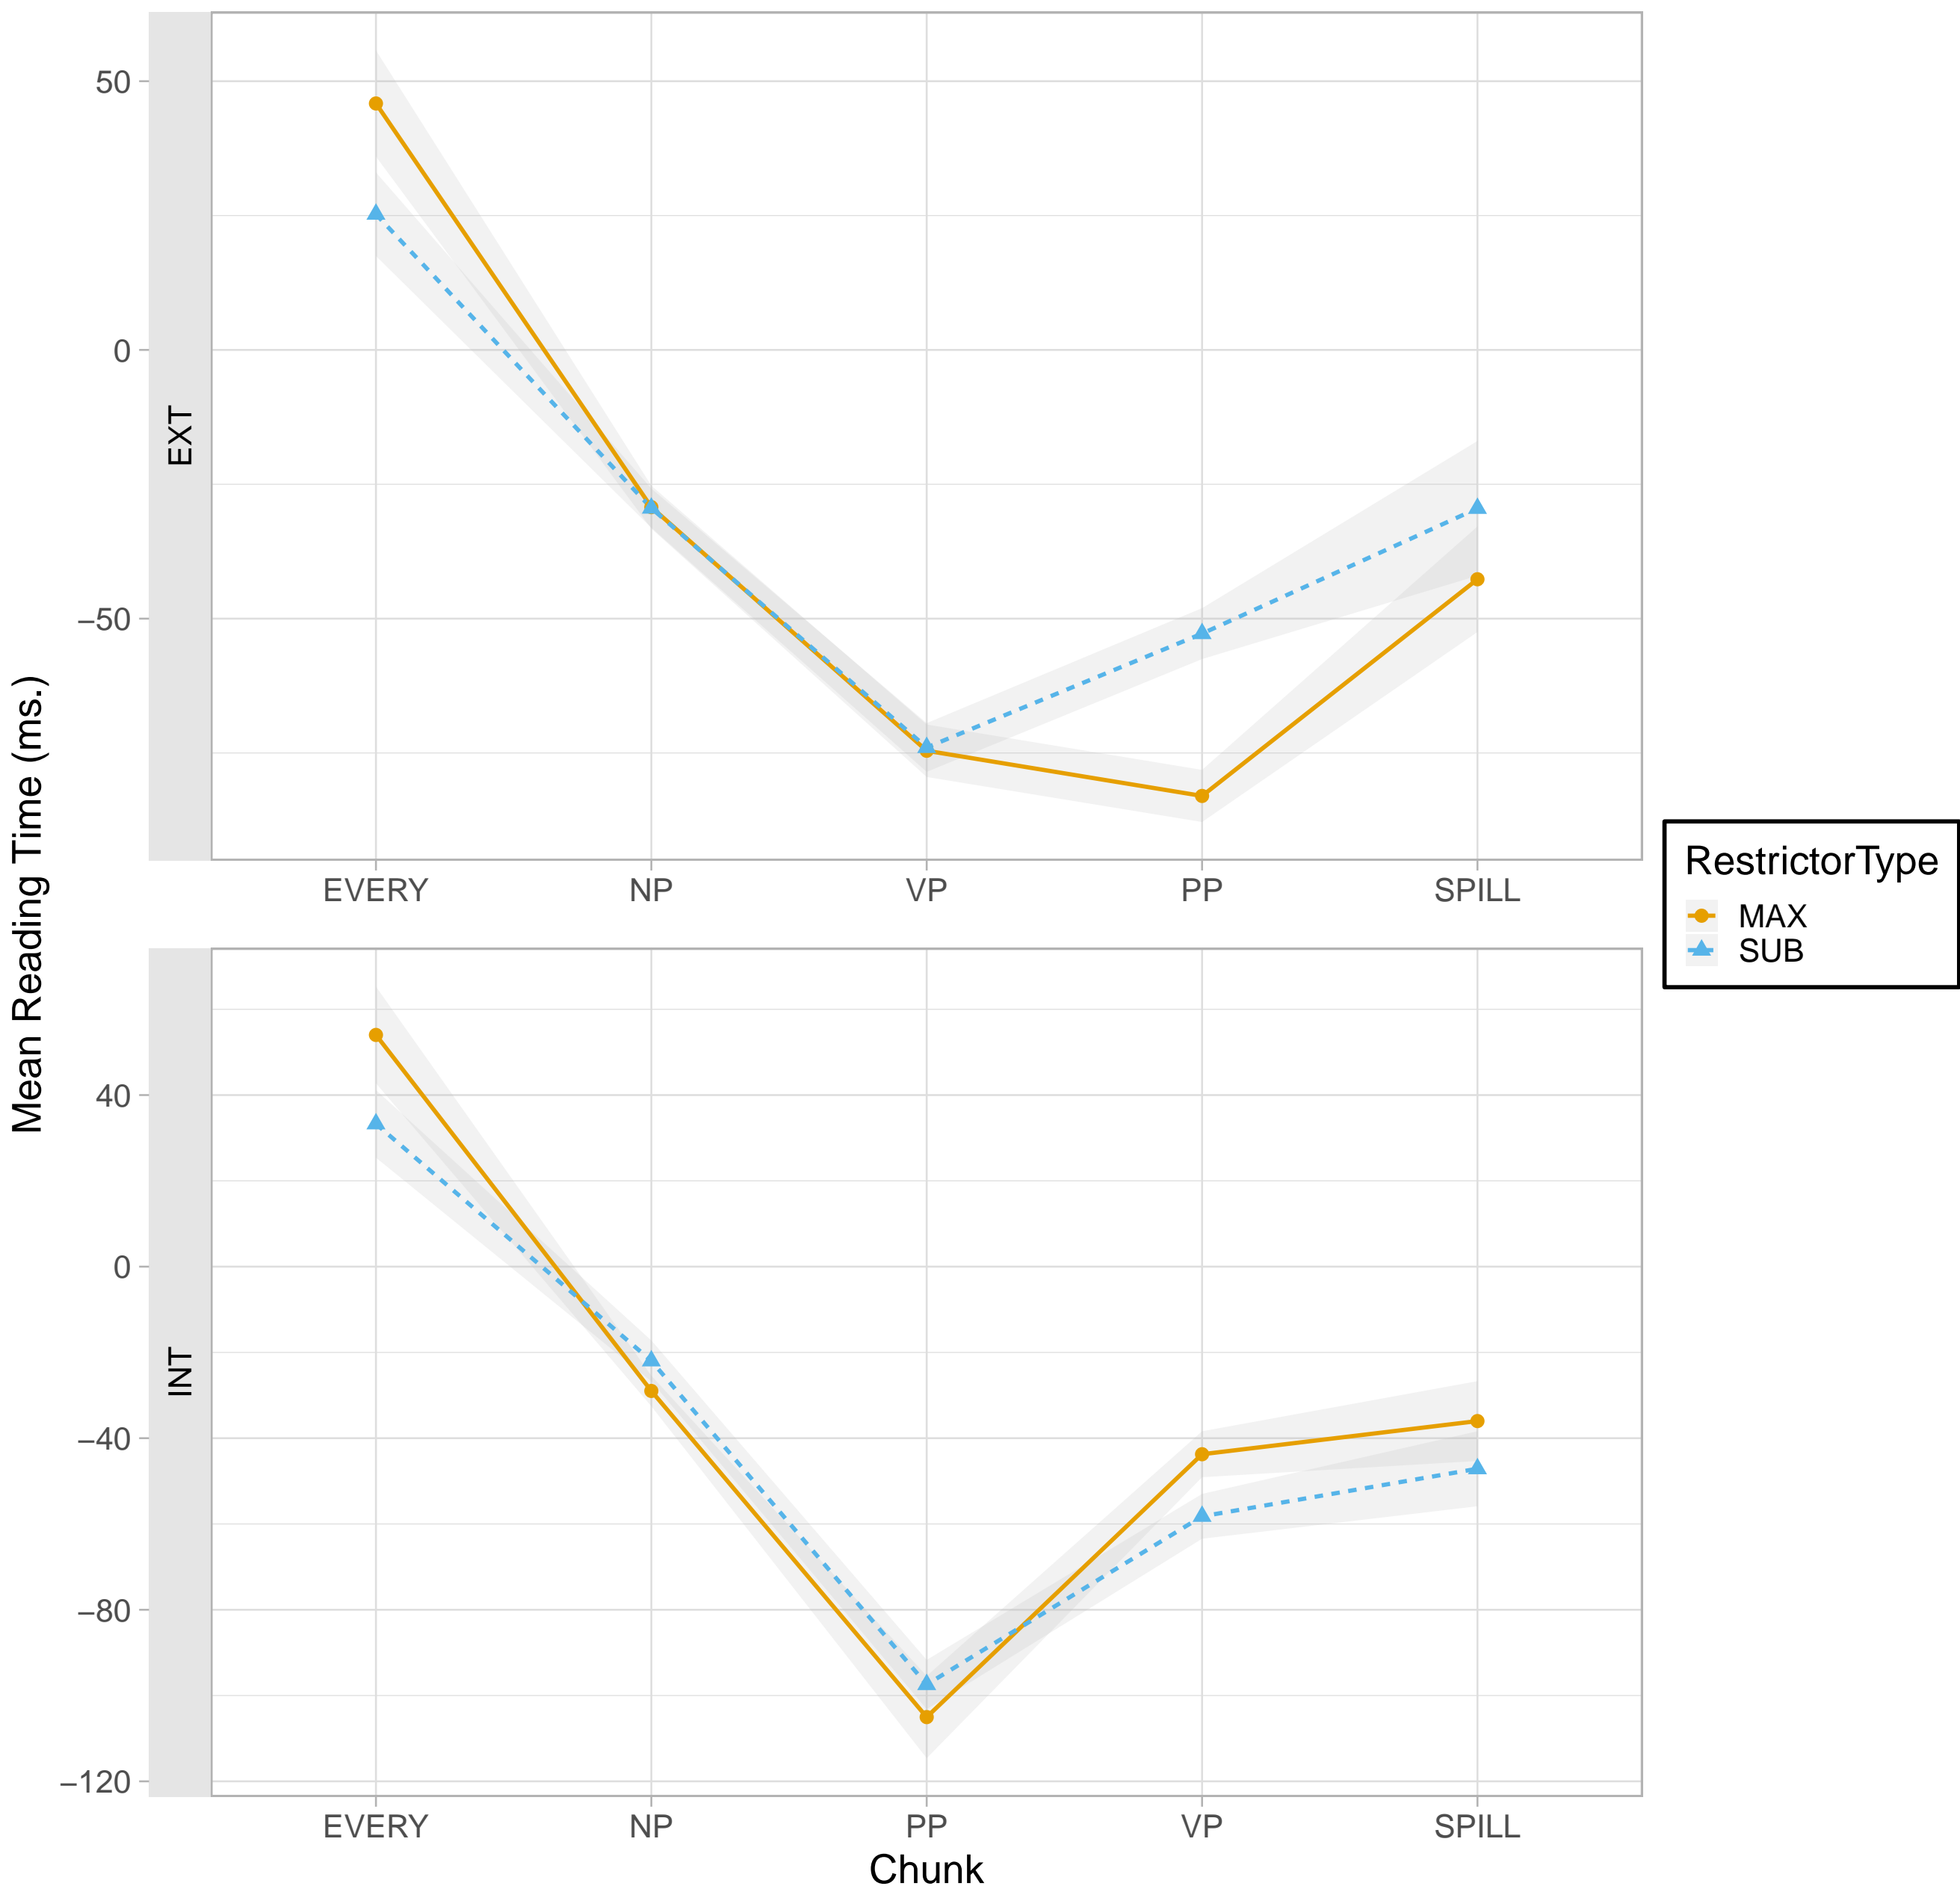 Mean Reading Time (ms.)
EXT
50
0
−50
EVERY NP VP PP SPILL
INT
40
0
−40
−80
−120
EVERY NP PP VP SPILL
Chunk
RestrictorType
MAX
SUB